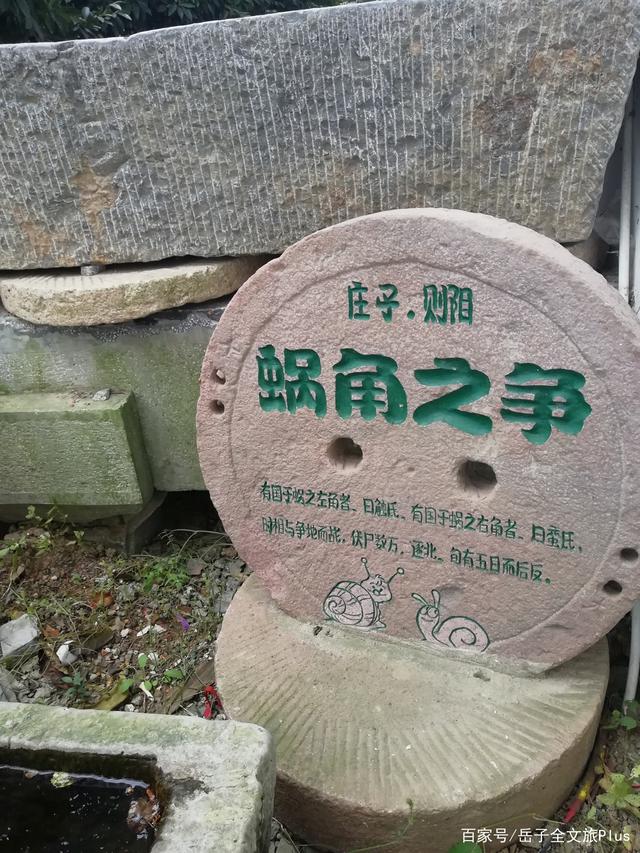 庄子.则阳
蜗角之争
有国于蜗之左角者、曰触氏、有国于蜗之右角者、曰蛮氏,
时相与争地而战，伏尸数万，逐北，旬有五日而后反。
百家号/岳子全文旅Plus